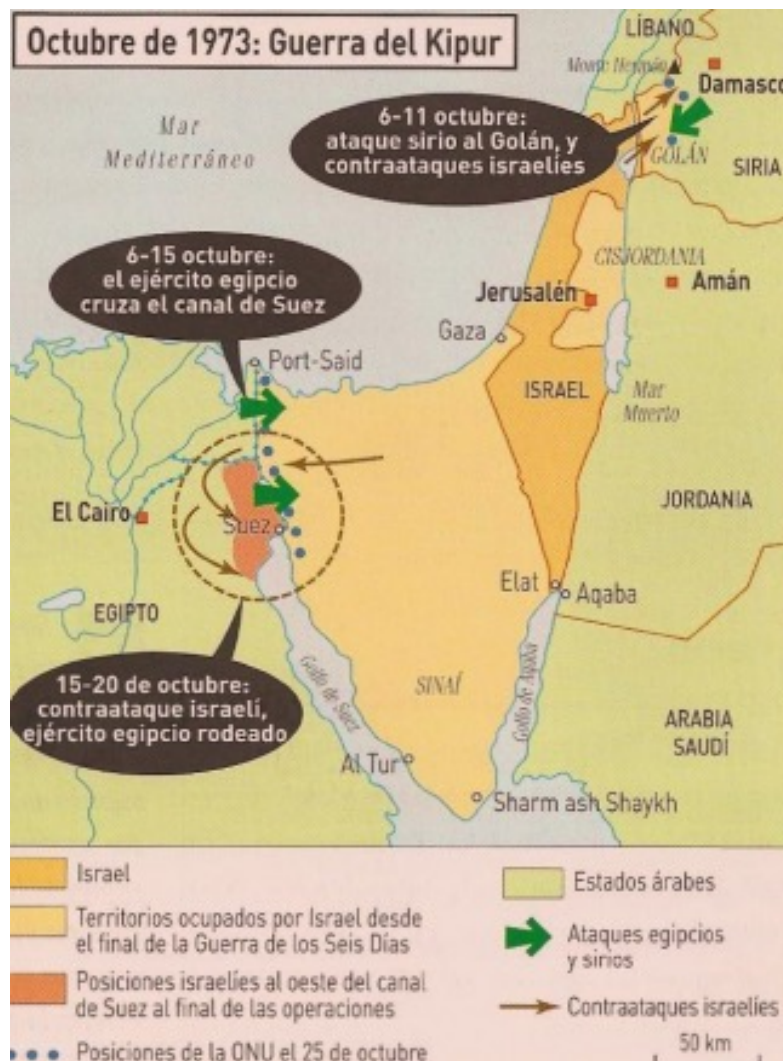 Octubre de 1973: Guerra del Kipur
LÍBANO
Monte Hermón
Damasco
Mar
Mediterráneo
6-11 octubre:
ataque sirio al Golán, y
contraataques israelíes
GOLÁN
SIRIA
6-15 octubre:
el ejército egipcio
cruza el canal de Suez
CISJORDANIA
Jerusalén
Amán
Gaza
Port-Said
ISRAEL
Mar
Muerto
JORDANIA
El Cairo
Suez
Elat
Aqaba
EGIPTO
15-20 de octubre:
contraataque israelí,
ejército egipcio rodeado
Golfo de Suez
SINAÍ
Golfo de Aqaba
ARABIA
SAUDÍ
Al Tur
Sharm ash Shaykh
Israel
Territorios ocupados por Israel desde
el final de la Guerra de los Seis Días
Posiciones israelíes al oeste del canal
de Suez al final de las operaciones
Posiciones de la ONU el 25 de octubre
Estados árabes
Ataques egipcios
y sirios
Contraataques israelíes
50 km